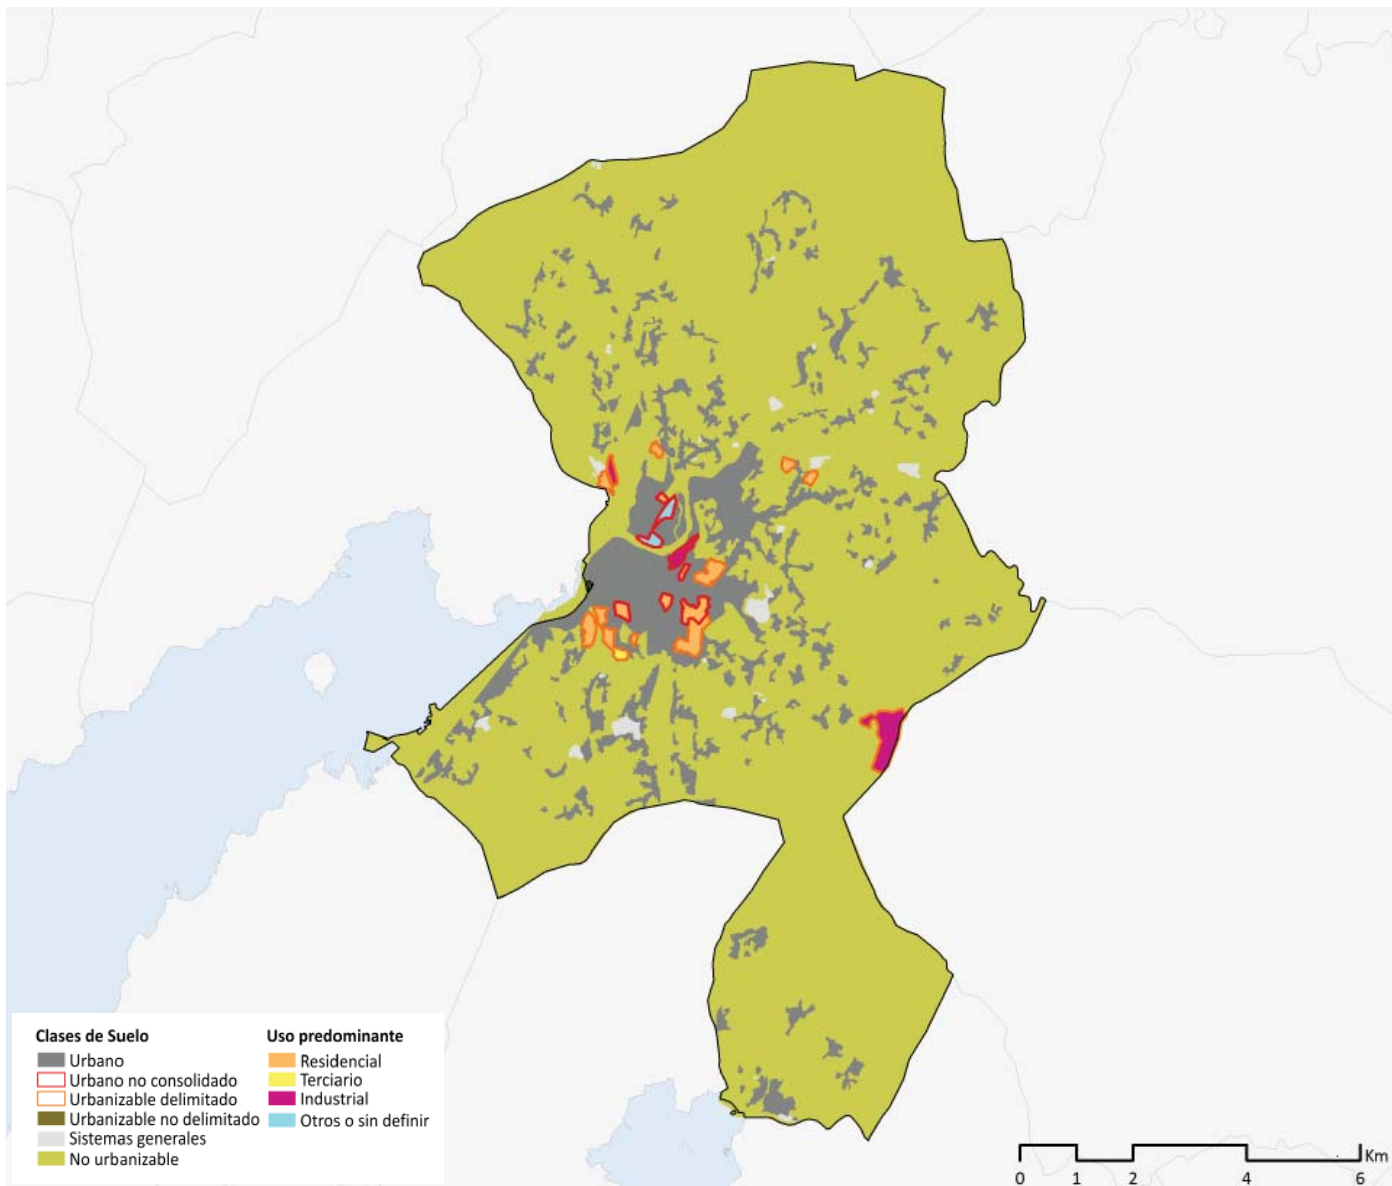 Clases de Suelo
Urbano
Urbano no consolidado
Urbanizable delimitado
Urbanizable no delimitado
Sistemas generales
No urbanizable
Uso predominante
Residencial
Terciario
Industrial
Otros o sin definir
Km
0 1 2 4 6